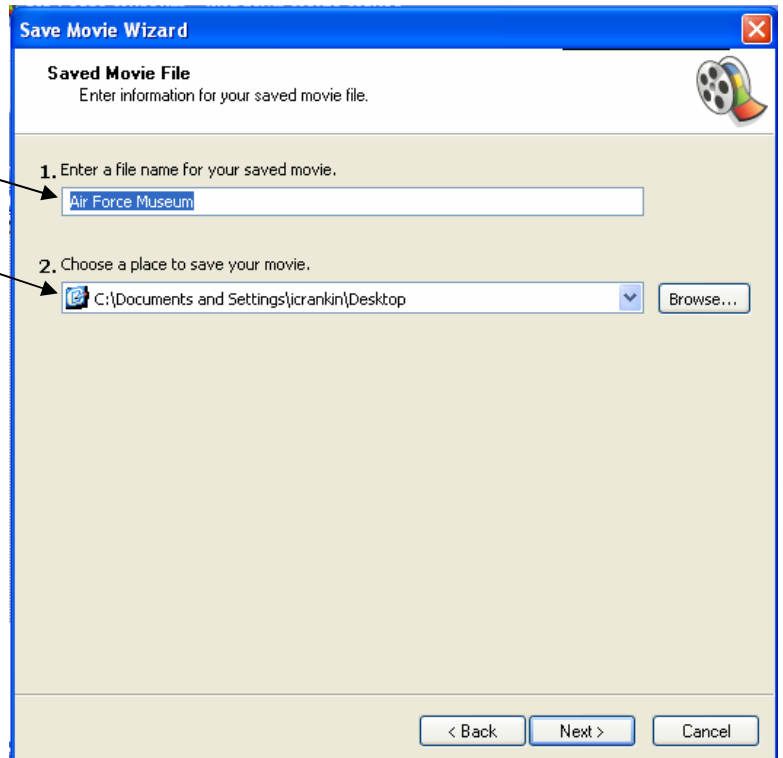 Save Movie Wizard
Saved Movie File
Enter information for your saved movie file.
1. Enter a file name for your saved movie.
Air Force Museum
2. Choose a place to save your movie.
C:\Documents and Settings\icrankin\Desktop
Browse...
< Back Next > Cancel